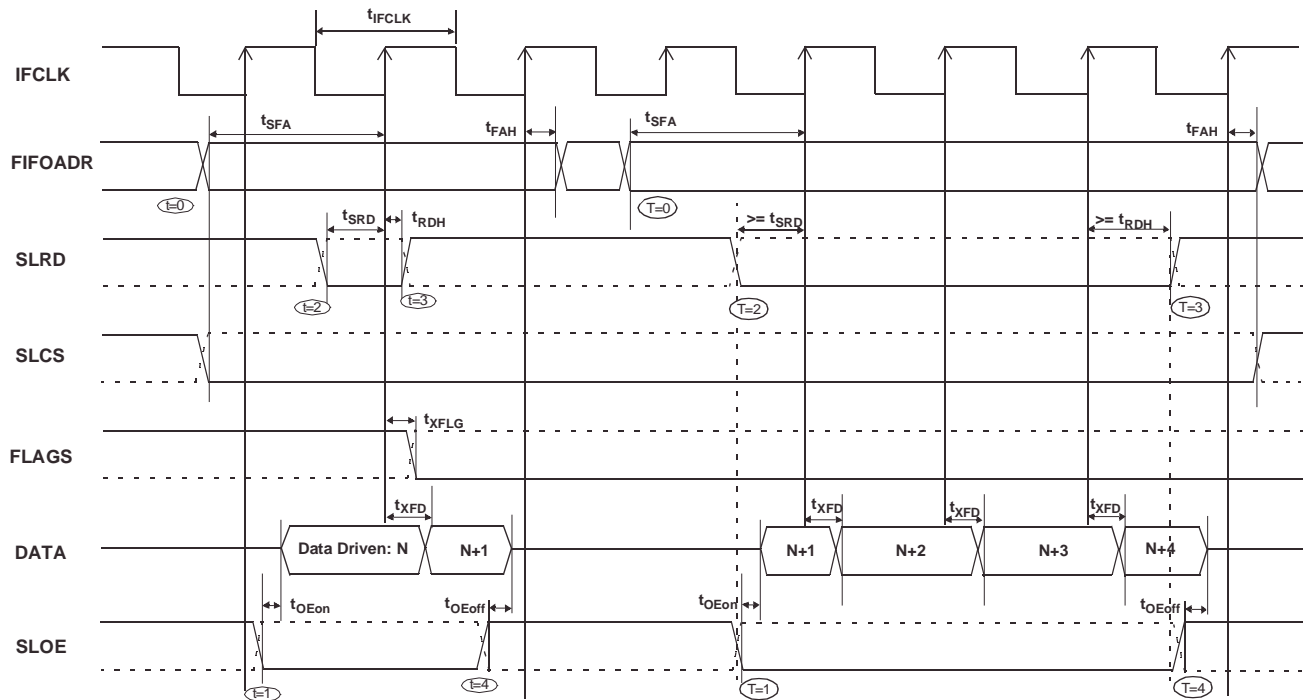 tIFCLK
IFCLK
tSFA
tFAH
tSFA
tFAH
FIFOADR
t=0
T=0
tSRD
tRDH
>= tSRD
>= tRDH
SLRD
t=2
t=3
T=2
T=3
SLCS
tXFLG
FLAGS
tXFD
tXFD
tXFD
tXFD
DATA
Data Driven: N
N+1
N+1
N+2
N+3
N+4
tOEon
tOEoff
tOEon
tOEoff
SLOE
t=1
t=4
T=1
T=4